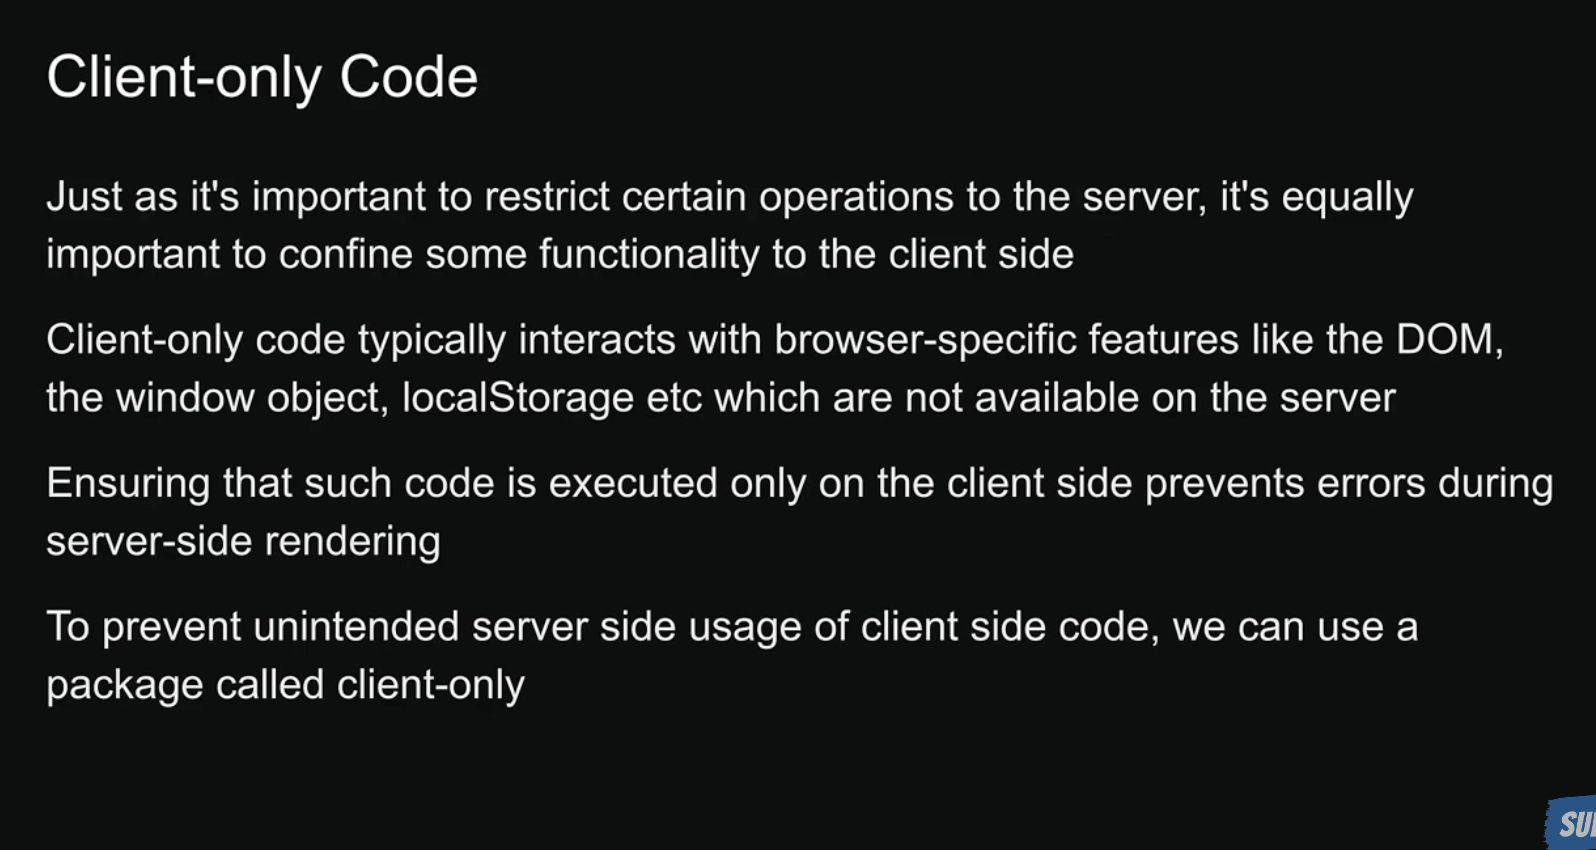 Client-only Code
Just as it's important to restrict certain operations to the server, it's equally
important to confine some functionality to the client side
Client-only code typically interacts with browser-specific features like the DOM,
the window object, localStorage etc which are not available on the server
Ensuring that such code is executed only on the client side prevents errors during
server-side rendering
To prevent unintended server side usage of client side code, we can use a
package called client-only